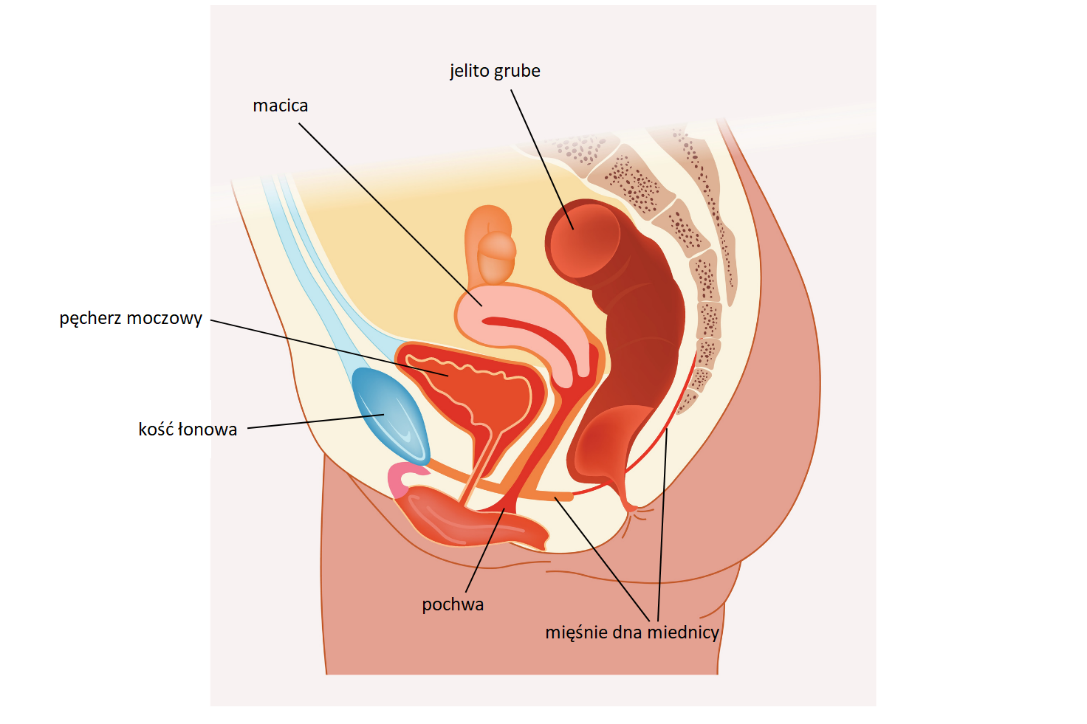 jelito grube
macica
pęcherz moczowy
kość łonowa
pochwa
mięśnie dna miednicy